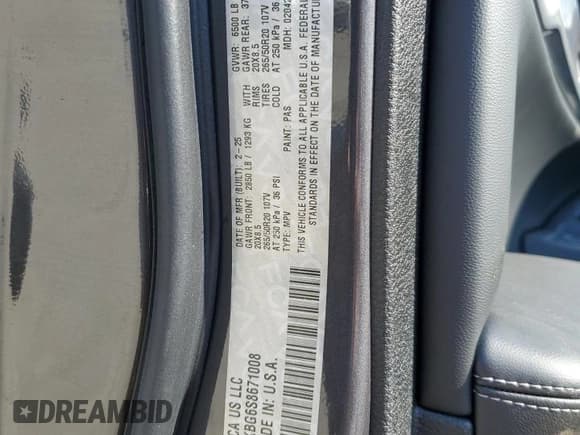 CA US LLC
DATE OF MFR (BUILT): 2-25
GVWR: 6500 LB
GAWR FRONT: 2850 LB / 1293 KG WITH GAWR REAR: 37
20X8.5 RIMS 20X8.5
265/50R20 107V TIRES 265/50R20 107V
AT 250 kPa / 36 PSI COLD AT 250 kPa / 36
TYPE: MPV PAINT: PAS MDH: 0204
THIS VEHICLE CONFORMS TO ALL APPLICABLE U.S.A. FEDERAL
STANDARDS IN EFFECT ON THE DATE OF MANUFACTUR
BG6S8671008
DE IN: U.S.A.
AutoBidMaster